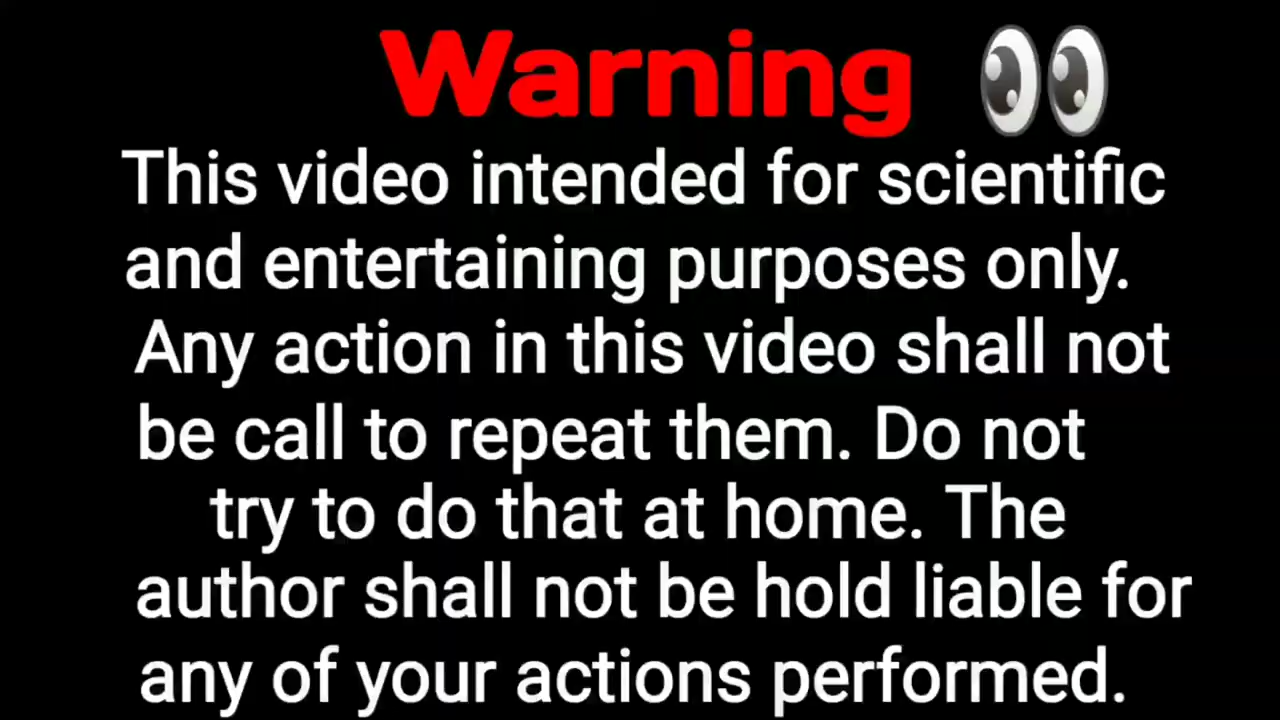 Warning 👀
This video intended for scientific
and entertaining purposes only.
Any action in this video shall not
be call to repeat them. Do not
try to do that at home. The
author shall not be hold liable for
any of your actions performed.